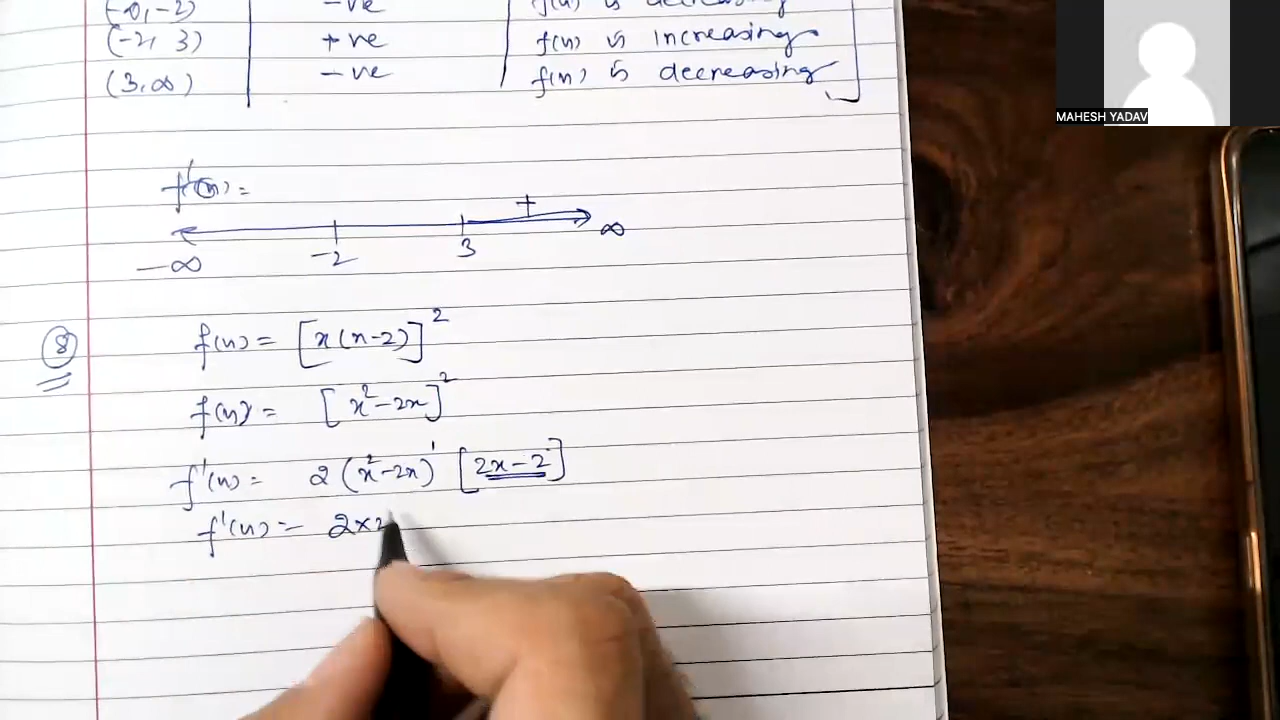 (-∞,-2) | -ve | f(x) is decreasing
(-2, 3) | +ve | f(x) is increasing
(3,∞) | -ve | f(x) is decreasing
MAHESH YADAV
f'(x) =
+
-∞ -2 3 ∞
8
f(x) = [x(x-2)]²
f(x) = [x²-2x]²
f'(x) = 2(x²-2x)¹ [2x-2]
f'(x) = 2×